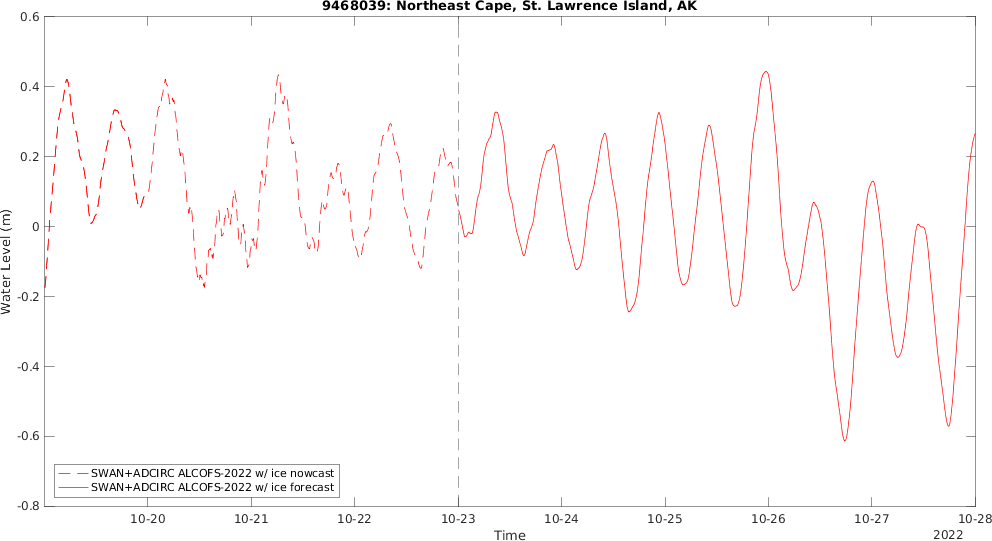 9468039: Northeast Cape, St. Lawrence Island, AK
0.6
0.4
0.2
0
-0.2
-0.4
-0.6
-0.8
Water Level (m)
SWAN+ADCIRC ALCOFS-2022 w/ ice nowcast
SWAN+ADCIRC ALCOFS-2022 w/ ice forecast
10-20 10-21 10-22 10-23 10-24 10-25 10-26 10-27 10-28
Time
2022